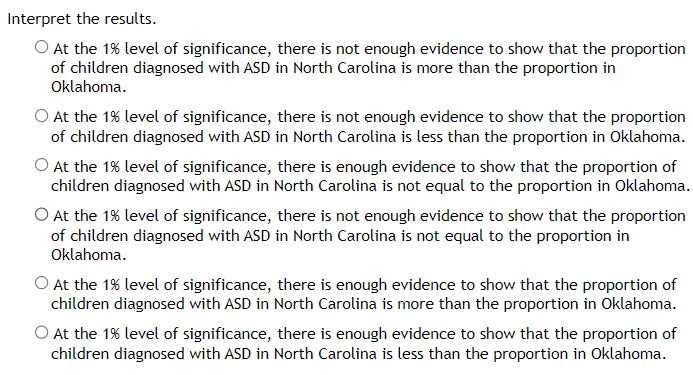 Interpret the results.
At the 1% level of significance, there is not enough evidence to show that the proportion
of children diagnosed with ASD in North Carolina is more than the proportion in
Oklahoma.
At the 1% level of significance, there is not enough evidence to show that the proportion
of children diagnosed with ASD in North Carolina is less than the proportion in Oklahoma.
At the 1% level of significance, there is enough evidence to show that the proportion of
children diagnosed with ASD in North Carolina is not equal to the proportion in Oklahoma.
At the 1% level of significance, there is not enough evidence to show that the proportion
of children diagnosed with ASD in North Carolina is not equal to the proportion in
Oklahoma.
At the 1% level of significance, there is enough evidence to show that the proportion of
children diagnosed with ASD in North Carolina is more than the proportion in Oklahoma.
At the 1% level of significance, there is enough evidence to show that the proportion of
children diagnosed with ASD in North Carolina is less than the proportion in Oklahoma.